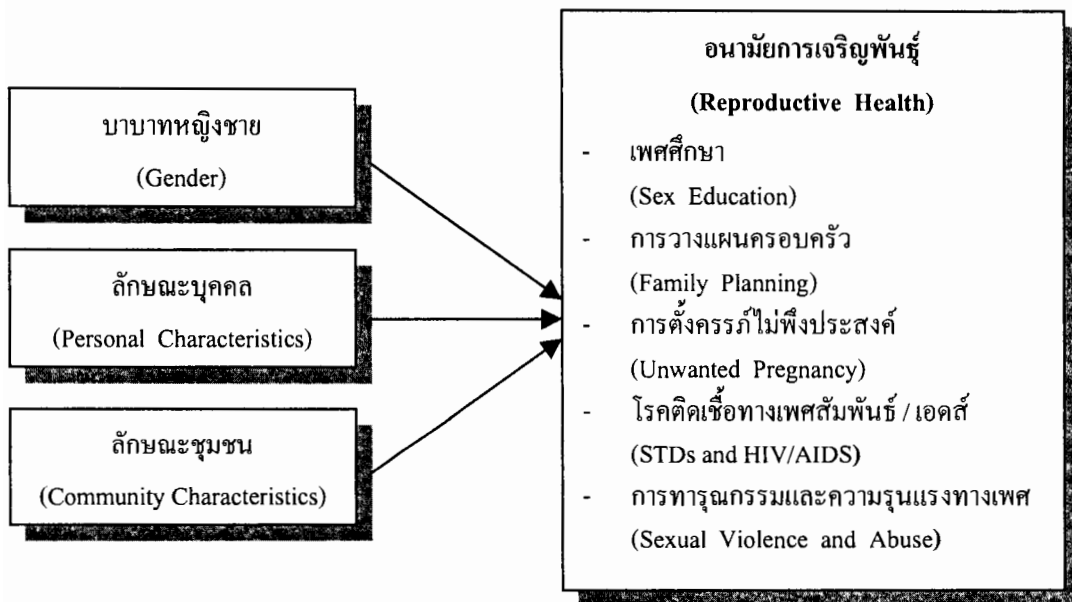 บาบาทหญิงชาย
(Gender)
ลักษณะบุคคล
(Personal Characteristics)
ลักษณะชุมชน
(Community Characteristics)
อนามัยการเจริญพันธุ์
(Reproductive Health)
- เพศศึกษา
(Sex Education)
- การวางแผนครอบครัว
(Family Planning)
- การตั้งครรภ์ไม่พึงประสงค์
(Unwanted Pregnancy)
- โรคติดเชื้อทางเพศสัมพันธ์ / เอดส์
(STDs and HIV/AIDS)
- การทารุณกรรมและความรุนแรงทางเพศ
(Sexual Violence and Abuse)